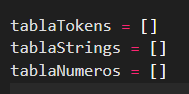 tablaTokens = []
tablaStrings = []
tablaNumeros = []